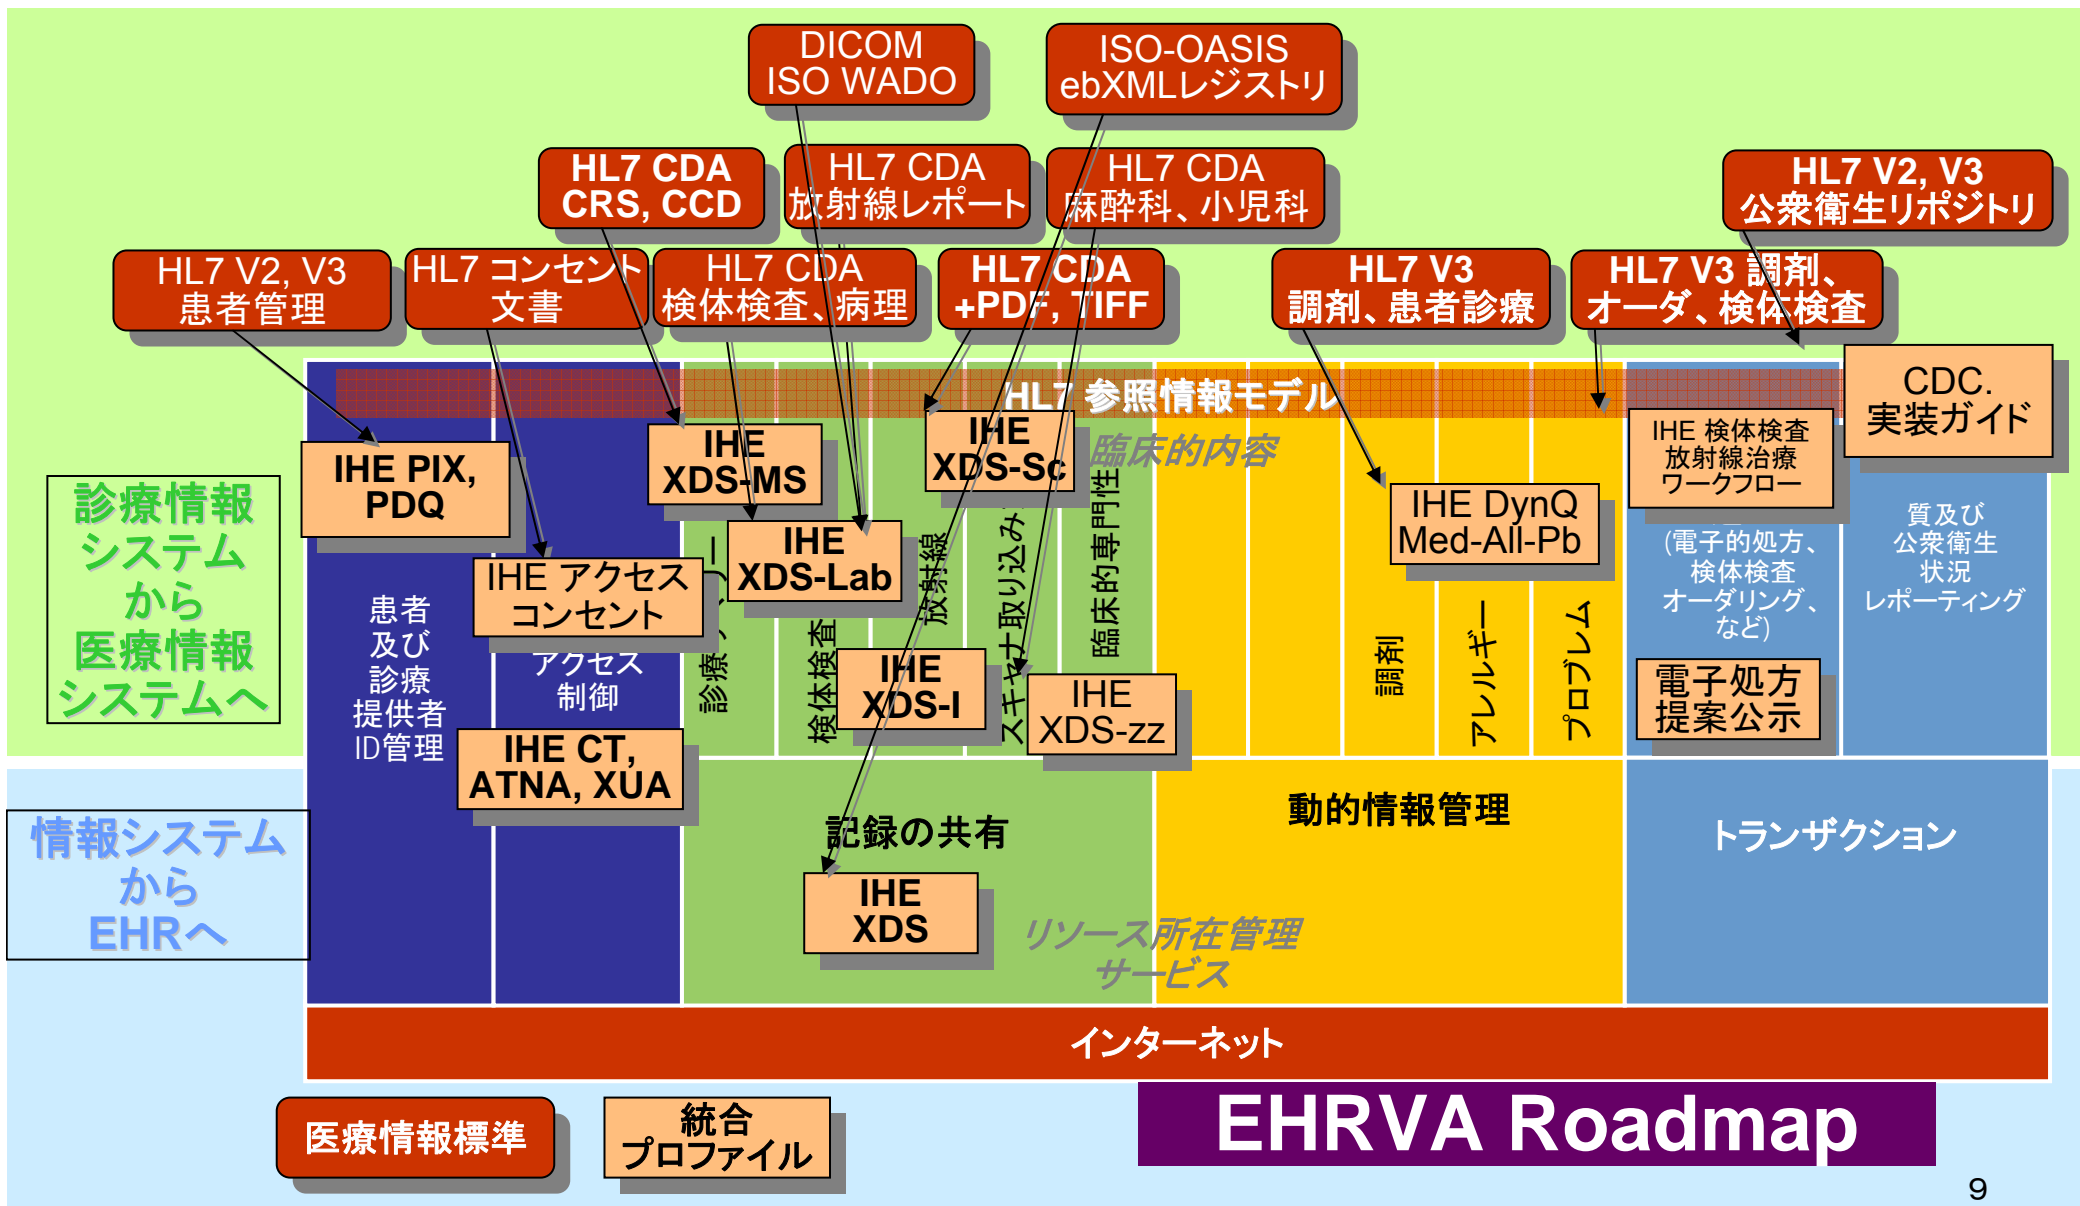 DICOM
ISO WADO
ISO-OASIS
ebXMLレジストリ
HL7 CDA
CRS, CCD
HL7 CDA
放射線レポート
HL7 CDA
麻酔科、小児科
HL7 V2, V3
公衆衛生リポジトリ
HL7 V2, V3
患者管理
HL7 コンセント
文書
HL7 CDA
検体検査、病理
HL7 CDA
+PDF, TIFF
HL7 V3
調剤、患者診療
HL7 V3 調剤、
オーダ、検体検査
HL7 参照情報モデル
CDC.
実装ガイド
IHE PIX,
PDQ
IHE
XDS-MS
IHE
XDS-Sc
臨床的内容
IHE 検体検査
放射線治療
ワークフロー
IHE DynQ
Med-All-Pb
IHE
XDS-Lab
IHE アクセス
コンセント
診療情報
システム
から
医療情報
システムへ
患者
及び
診療
提供者
ID管理
アクセス
制御
診療
検体検査
放射線
スキャナ取り込み
臨床的専門性
調剤
アレルギー
プロブレム
(電子的処方、
検体検査
オーダリング、
など)
質及び
公衆衛生
状況
レポーティング
IHE
XDS-I
IHE
XDS-zz
電子処方
提案公示
IHE CT,
ATNA, XUA
記録の共有
動的情報管理
トランザクション
情報システム
から
EHRへ
IHE
XDS
リソース所在管理
サービス
インターネット
医療情報標準
統合
プロファイル
EHRVA Roadmap
9